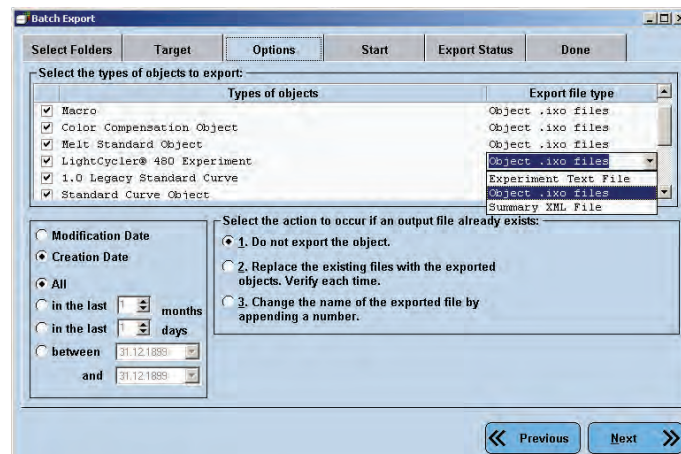 Batch Export
Select Folders Target Options Start Export Status Done
Select the types of objects to export:
Types of objects Export file type
Macro Object .ixo files
Color Compensation Object Object .ixo files
Melt Standard Object Object .ixo files
LightCycler® 480 Experiment Object .ixo files
1.0 Legacy Standard Curve Experiment Text File
Standard Curve Object Object .ixo files
Summary XML File
Modification Date
Creation Date
All
in the last 1 months
in the last 1 days
between 31.12.1899
and 31.12.1899
Select the action to occur if an output file already exists:
1. Do not export the object.
2. Replace the existing files with the exported
objects. Verify each time.
3. Change the name of the exported file by
appending a number.
Previous Next